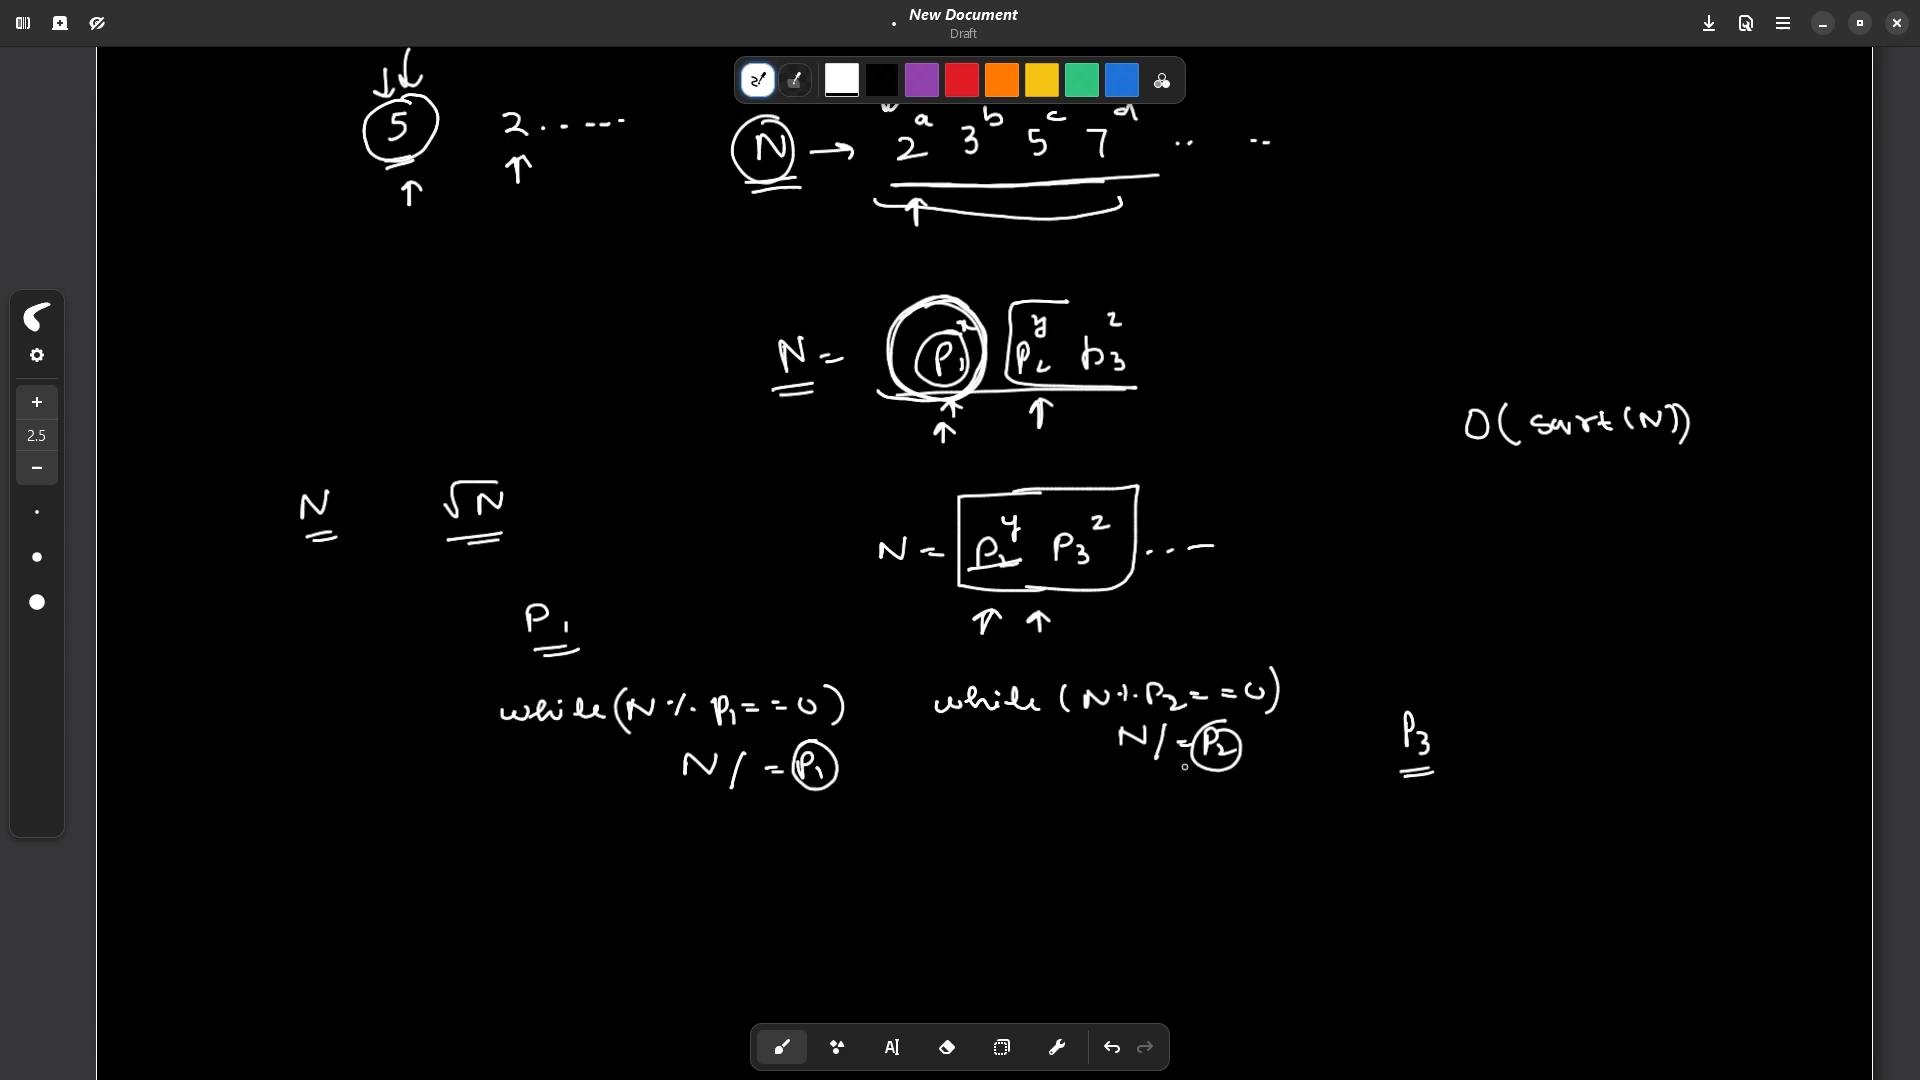 New Document
Draft
5 2 . . - - - -
N → 2^a 3^b 5^c 7^d . . . .
N = P₁^x P₂^y p₃^z
O( sqrt(N))
N √N
N = P₂^y P₃^z . . . -
P₁
while(N % P₁ == 0) while (N % P₂ == 0)
N /= P₁ N /= P₂ P₃
2.5